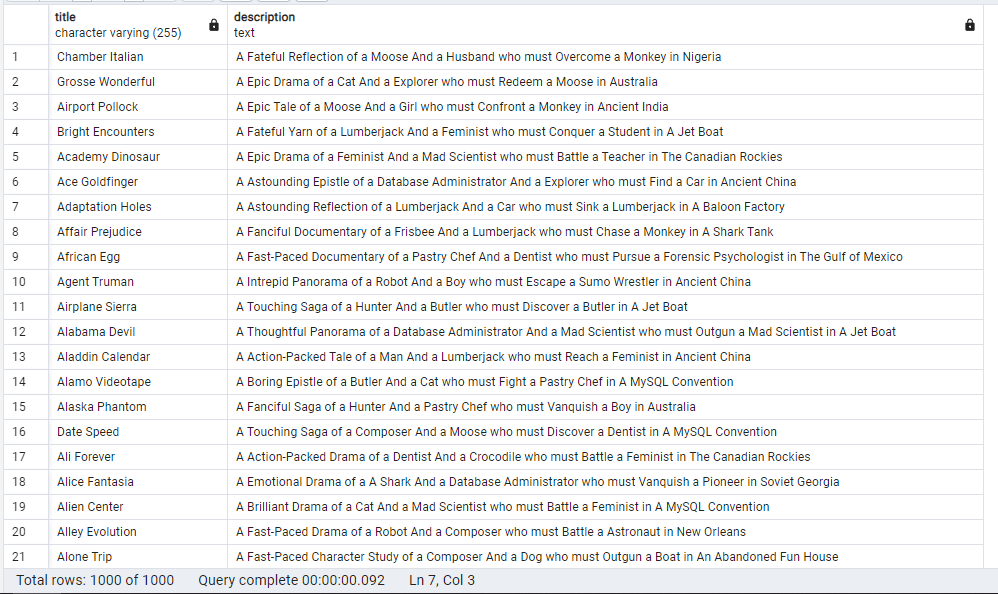 title description
character varying (255) text
1 Chamber Italian A Fateful Reflection of a Moose And a Husband who must Overcome a Monkey in Nigeria
2 Grosse Wonderful A Epic Drama of a Cat And a Explorer who must Redeem a Moose in Australia
3 Airport Pollock A Epic Tale of a Moose And a Girl who must Confront a Monkey in Ancient India
4 Bright Encounters A Fateful Yarn of a Lumberjack And a Feminist who must Conquer a Student in A Jet Boat
5 Academy Dinosaur A Epic Drama of a Feminist And a Mad Scientist who must Battle a Teacher in The Canadian Rockies
6 Ace Goldfinger A Astounding Epistle of a Database Administrator And a Explorer who must Find a Car in Ancient China
7 Adaptation Holes A Astounding Reflection of a Lumberjack And a Car who must Sink a Lumberjack in A Baloon Factory
8 Affair Prejudice A Fanciful Documentary of a Frisbee And a Lumberjack who must Chase a Monkey in A Shark Tank
9 African Egg A Fast-Paced Documentary of a Pastry Chef And a Dentist who must Pursue a Forensic Psychologist in The Gulf of Mexico
10 Agent Truman A Intrepid Panorama of a Robot And a Boy who must Escape a Sumo Wrestler in Ancient China
11 Airplane Sierra A Touching Saga of a Hunter And a Butler who must Discover a Butler in A Jet Boat
12 Alabama Devil A Thoughtful Panorama of a Database Administrator And a Mad Scientist who must Outgun a Mad Scientist in A Jet Boat
13 Aladdin Calendar A Action-Packed Tale of a Man And a Lumberjack who must Reach a Feminist in Ancient China
14 Alamo Videotape A Boring Epistle of a Butler And a Cat who must Fight a Pastry Chef in A MySQL Convention
15 Alaska Phantom A Fanciful Saga of a Hunter And a Pastry Chef who must Vanquish a Boy in Australia
16 Date Speed A Touching Saga of a Composer And a Moose who must Discover a Dentist in A MySQL Convention
17 Ali Forever A Action-Packed Drama of a Dentist And a Crocodile who must Battle a Feminist in The Canadian Rockies
18 Alice Fantasia A Emotional Drama of a A Shark And a Database Administrator who must Vanquish a Pioneer in Soviet Georgia
19 Alien Center A Brilliant Drama of a Cat And a Mad Scientist who must Battle a Feminist in A MySQL Convention
20 Alley Evolution A Fast-Paced Drama of a Robot And a Composer who must Battle a Astronaut in New Orleans
21 Alone Trip A Fast-Paced Character Study of a Composer And a Dog who must Outgun a Boat in An Abandoned Fun House
Total rows: 1000 of 1000 Query complete 00:00:00.092 Ln 7, Col 3